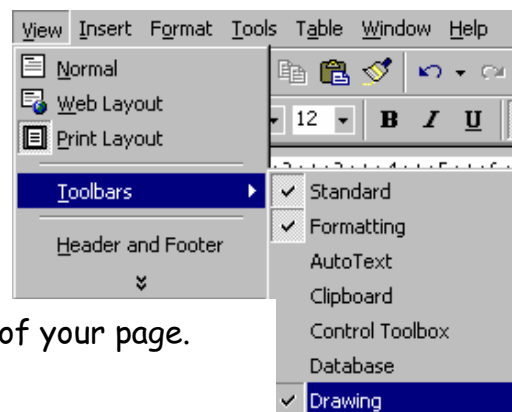 View Insert Format Tools Table Window Help
Normal
Web Layout
Print Layout
12 B I U
Toolbars
Header and Footer
Standard
Formatting
AutoText
Clipboard
Control Toolbox
Database
Drawing
of your page.